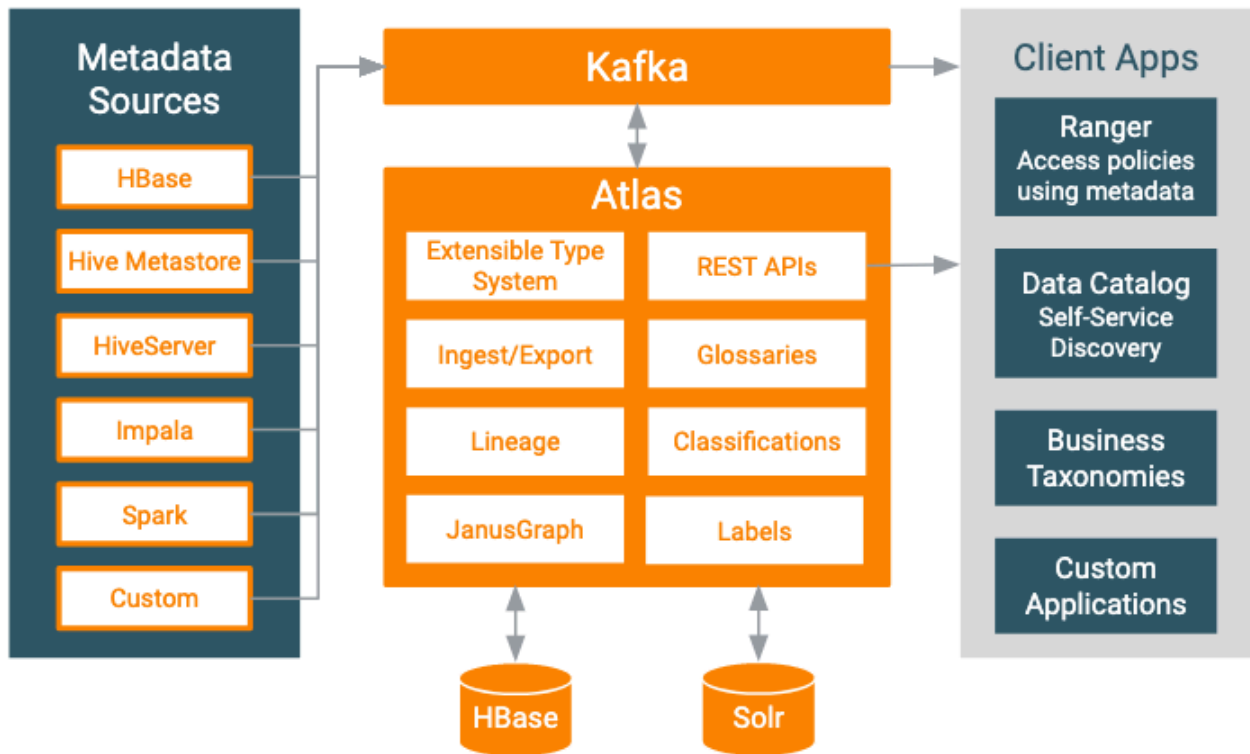 Metadata
Sources
HBase
Hive Metastore
HiveServer
Impala
Spark
Custom
Kafka
Atlas
Extensible Type
System
REST APIs
Ingest/Export
Glossaries
Lineage
Classifications
JanusGraph
Labels
HBase
Solr
Client Apps
Ranger
Access policies
using metadata
Data Catalog
Self-Service
Discovery
Business
Taxonomies
Custom
Applications